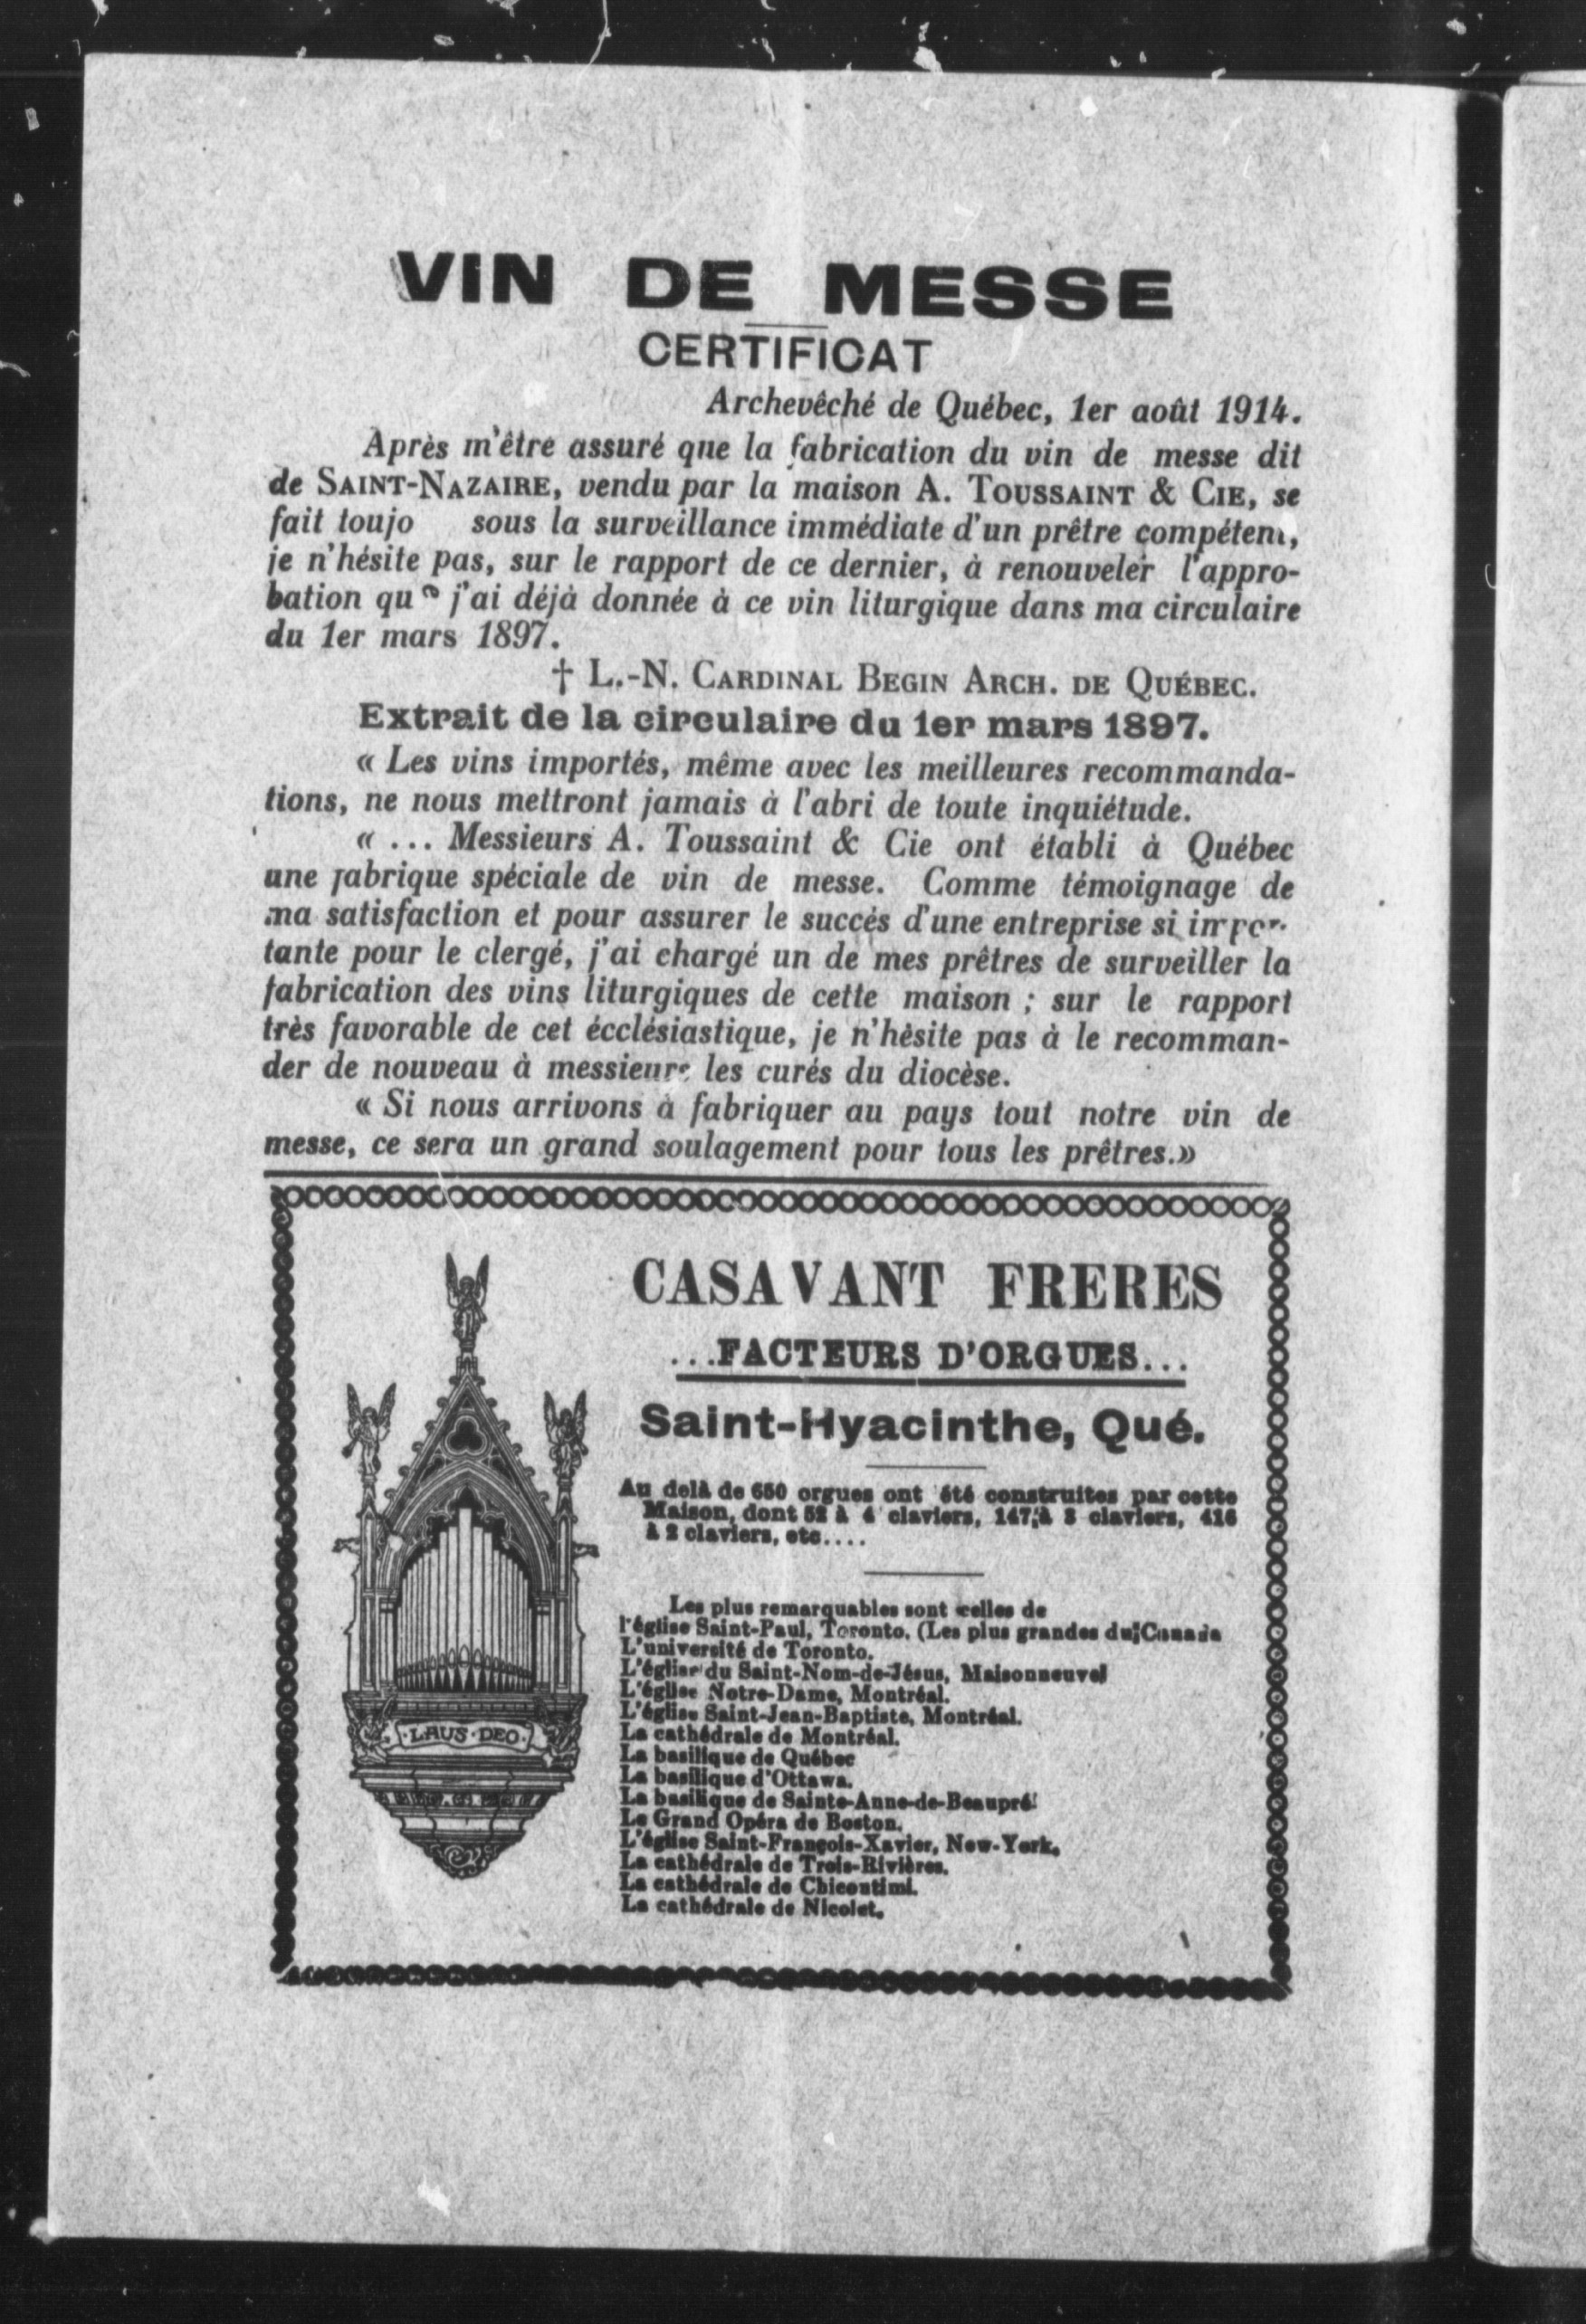 VIN DE MESSE
CERTIFICAT
Archevêché de Québec, 1er août 1914.
Après m'être assuré que la fabrication du vin de messe dit
de SAINT-NAZAIRE, vendu par la maison A. TOUSSAINT & CIE, se
fait toujo sous la surveillance immédiate d'un prêtre compétent,
je n'hésite pas, sur le rapport de ce dernier, à renouveler l'appro-
bation que j'ai déjà donnée à ce vin liturgique dans ma circulaire
du 1er mars 1897.
† L.-N. CARDINAL BEGIN ARCH. DE QUÉBEC.
Extrait de la circulaire du 1er mars 1897.
« Les vins importés, même avec les meilleures recommanda-
tions, ne nous mettront jamais à l'abri de toute inquiétude.
« ... Messieurs A. Toussaint & Cie ont établi à Québec
une fabrique spéciale de vin de messe. Comme témoignage de
ma satisfaction et pour assurer le succés d'une entreprise si impor-
tante pour le clergé, j'ai chargé un de mes prêtres de surveiller la
fabrication des vins liturgiques de cette maison ; sur le rapport
très favorable de cet écclésiastique, je n'hèsite pas à le recomman-
der de nouveau à messieurs les curés du diocèse.
« Si nous arrivons à fabriquer au pays tout notre vin de
messe, ce sera un grand soulagement pour tous les prêtres.»
CASAVANT FRERES
...FACTEURS D'ORGUES...
Saint-Hyacinthe, Qué.
Au delà de 650 orgues ont été construites par cette
Maison, dont 52 à 4 claviers, 147 à 3 claviers, 416
à 2 claviers, etc....
Les plus remarquables sont celles de
l'église Saint-Paul, Toronto. (Les plus grandes du Canada
L'université de Toronto.
L'église du Saint-Nom-de-Jésus, Maisonneuve
L'église Notre-Dame, Montréal.
L'église Saint-Jean-Baptiste, Montréal.
La cathédrale de Montréal.
La basilique de Québec
La basilique d'Ottawa.
La basilique de Sainte-Anne-de-Beaupré
Le Grand Opéra de Boston.
L'église Saint-François-Xavier, New-York.
La cathédrale de Trois-Rivières.
La cathédrale de Chicoutimi.
La cathédrale de Nicolet.
·LAUS·DEO·